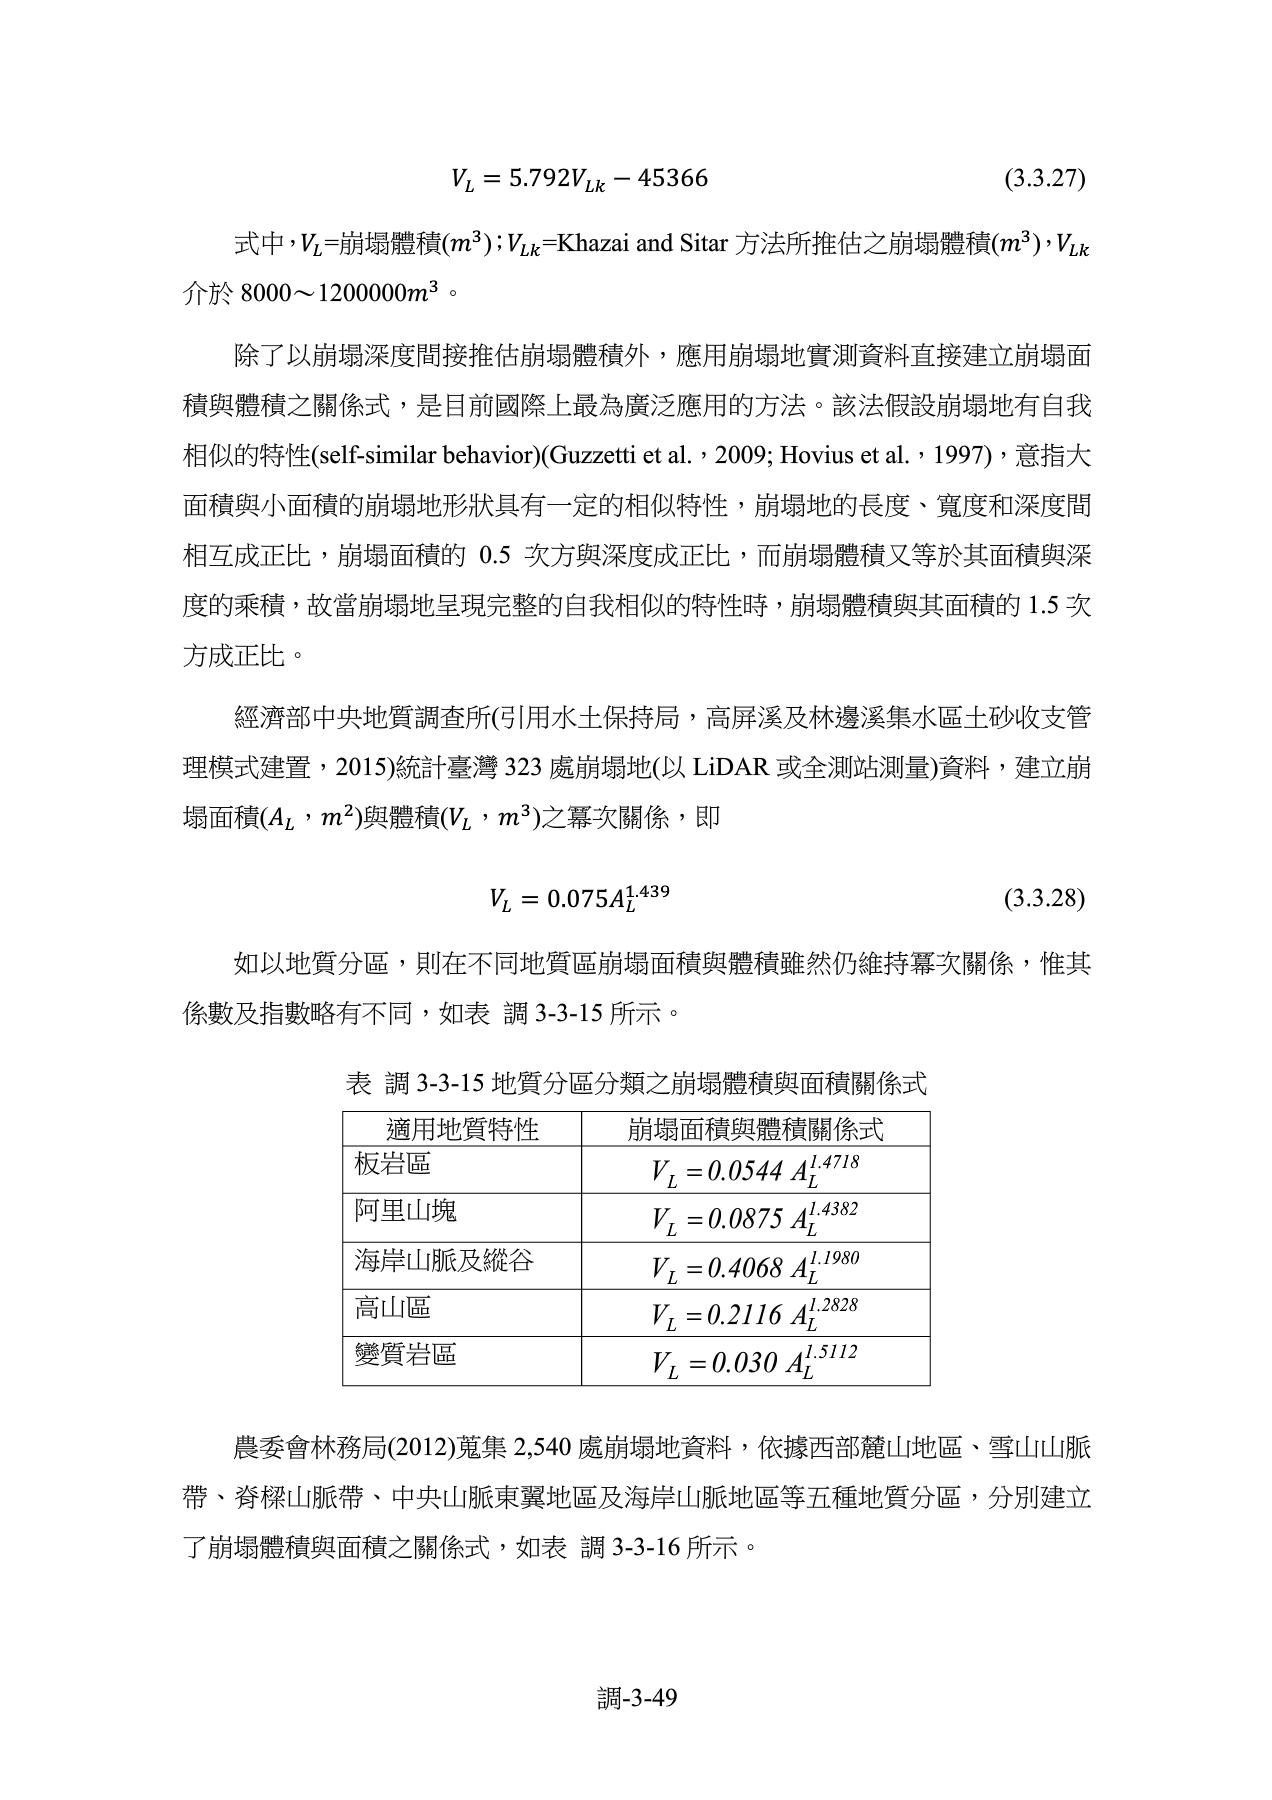 V_L = 5.792V_{Lk} − 45366 (3.3.27)
式中，V_L=崩塌體積(m³)；V_{Lk}=Khazai and Sitar 方法所推估之崩塌體積(m³)，V_{Lk}
介於 8000～1200000m³。
除了以崩塌深度間接推估崩塌體積外，應用崩塌地實測資料直接建立崩塌面
積與體積之關係式，是目前國際上最為廣泛應用的方法。該法假設崩塌地有自我
相似的特性(self-similar behavior)(Guzzetti et al.，2009; Hovius et al.，1997)，意指大
面積與小面積的崩塌地形狀具有一定的相似特性，崩塌地的長度、寬度和深度間
相互成正比，崩塌面積的 0.5 次方與深度成正比，而崩塌體積又等於其面積與深
度的乘積，故當崩塌地呈現完整的自我相似的特性時，崩塌體積與其面積的 1.5 次
方成正比。
經濟部中央地質調查所(引用水土保持局，高屏溪及林邊溪集水區土砂收支管
理模式建置，2015)統計臺灣 323 處崩塌地(以 LiDAR 或全測站測量)資料，建立崩
塌面積(A_L，m²)與體積(V_L，m³)之冪次關係，即
V_L = 0.075A_L^{1.439} (3.3.28)
如以地質分區，則在不同地質區崩塌面積與體積雖然仍維持冪次關係，惟其
係數及指數略有不同，如表 調 3-3-15 所示。
表 調 3-3-15 地質分區分類之崩塌體積與面積關係式
適用地質特性 崩塌面積與體積關係式
板岩區 V_L = 0.0544 A_L^{1.4718}
阿里山塊 V_L = 0.0875 A_L^{1.4382}
海岸山脈及縱谷 V_L = 0.4068 A_L^{1.1980}
高山區 V_L = 0.2116 A_L^{1.2828}
變質岩區 V_L = 0.030 A_L^{1.5112}
農委會林務局(2012)蒐集 2,540 處崩塌地資料，依據西部麓山地區、雪山山脈
帶、脊樑山脈帶、中央山脈東翼地區及海岸山脈地區等五種地質分區，分別建立
了崩塌體積與面積之關係式，如表 調 3-3-16 所示。
調-3-49